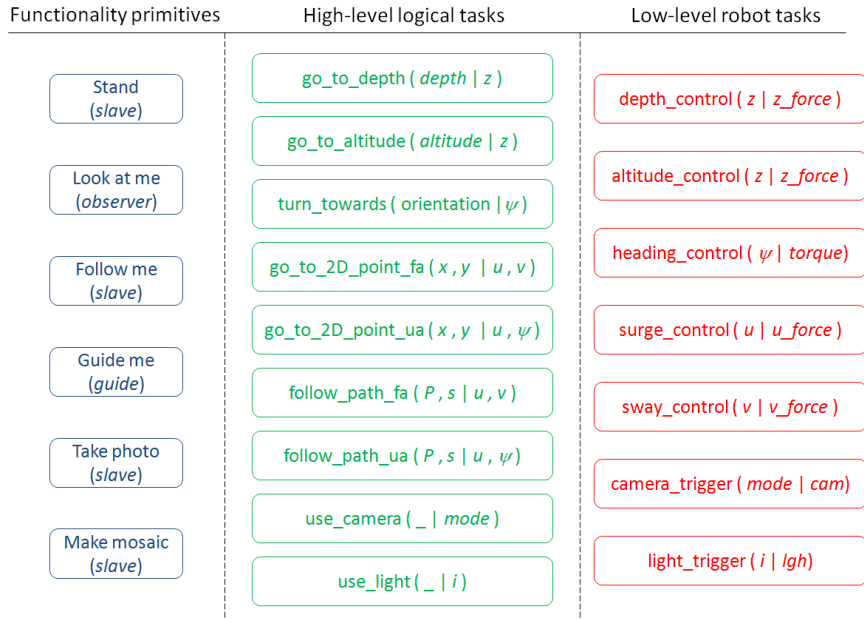 Functionality primitives
High-level logical tasks
Low-level robot tasks
Stand
(slave)
Look at me
(observer)
Follow me
(slave)
Guide me
(guide)
Take photo
(slave)
Make mosaic
(slave)
go_to_depth ( depth | z )
go_to_altitude ( altitude | z )
turn_towards ( orientation | ψ )
go_to_2D_point_fa ( x , y | u , v )
go_to_2D_point_ua ( x , y | u , ψ )
follow_path_fa ( P , s | u , v )
follow_path_ua ( P , s | u , ψ )
use_camera ( _ | mode )
use_light ( _ | i )
depth_control ( z | z_force )
altitude_control ( z | z_force )
heading_control ( ψ | torque)
surge_control ( u | u_force )
sway_control ( v | v_force )
camera_trigger ( mode | cam)
light_trigger ( i | lgh)